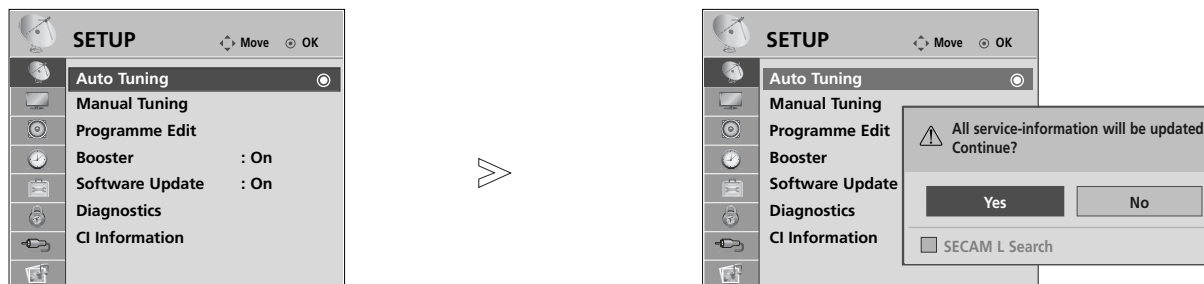 SETUP Move OK
Auto Tuning
Manual Tuning
Programme Edit
Booster : On
Software Update : On
Diagnostics
CI Information
SETUP Move OK
Auto Tuning
Manual Tuning
Programme Edit
Booster
Software Update
Diagnostics
CI Information
All service-information will be updated
Continue?
Yes No
SECAM L Search